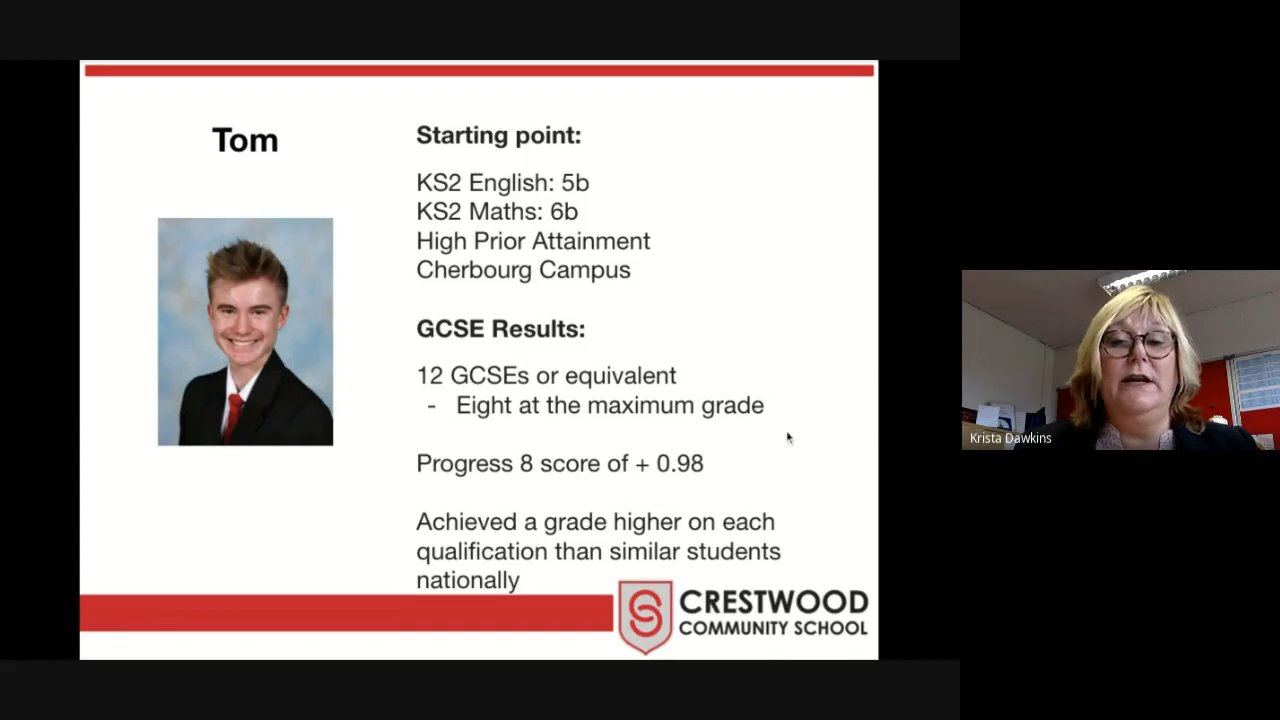 Tom
Starting point:
KS2 English: 5b
KS2 Maths: 6b
High Prior Attainment
Cherbourg Campus
GCSE Results:
12 GCSEs or equivalent
- Eight at the maximum grade
Progress 8 score of + 0.98
Achieved a grade higher on each
qualification than similar students
nationally
CRESTWOOD
COMMUNITY SCHOOL
Krista Dawkins